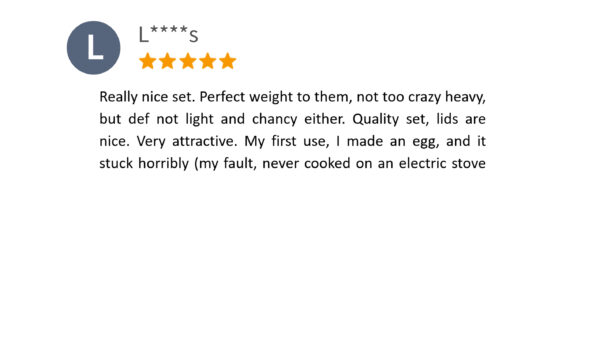 L
L****s
Really nice set. Perfect weight to them, not too crazy heavy,
but def not light and chancy either. Quality set, lids are
nice. Very attractive. My first use, I made an egg, and it
stuck horribly (my fault, never cooked on an electric stove